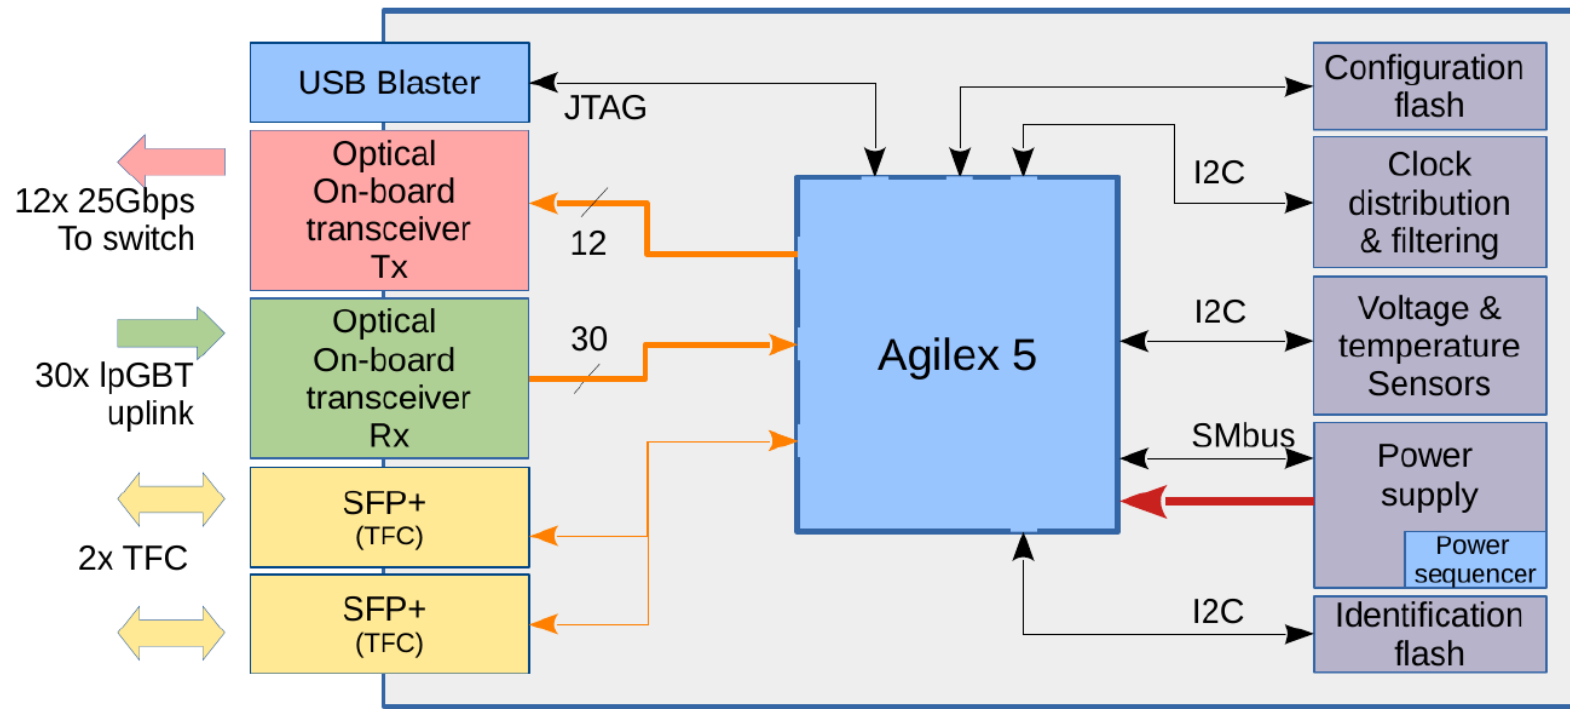 USB Blaster
JTAG
Optical
On-board
transceiver
Tx
12x 25Gbps
To switch
12
Optical
On-board
transceiver
Rx
30x lpGBT
uplink
30
SFP+
(TFC)
2x TFC
SFP+
(TFC)
Agilex 5
Configuration
flash
I2C
Clock
distribution
& filtering
I2C
Voltage &
temperature
Sensors
SMbus
Power
supply
Power
sequencer
I2C
Identification
flash